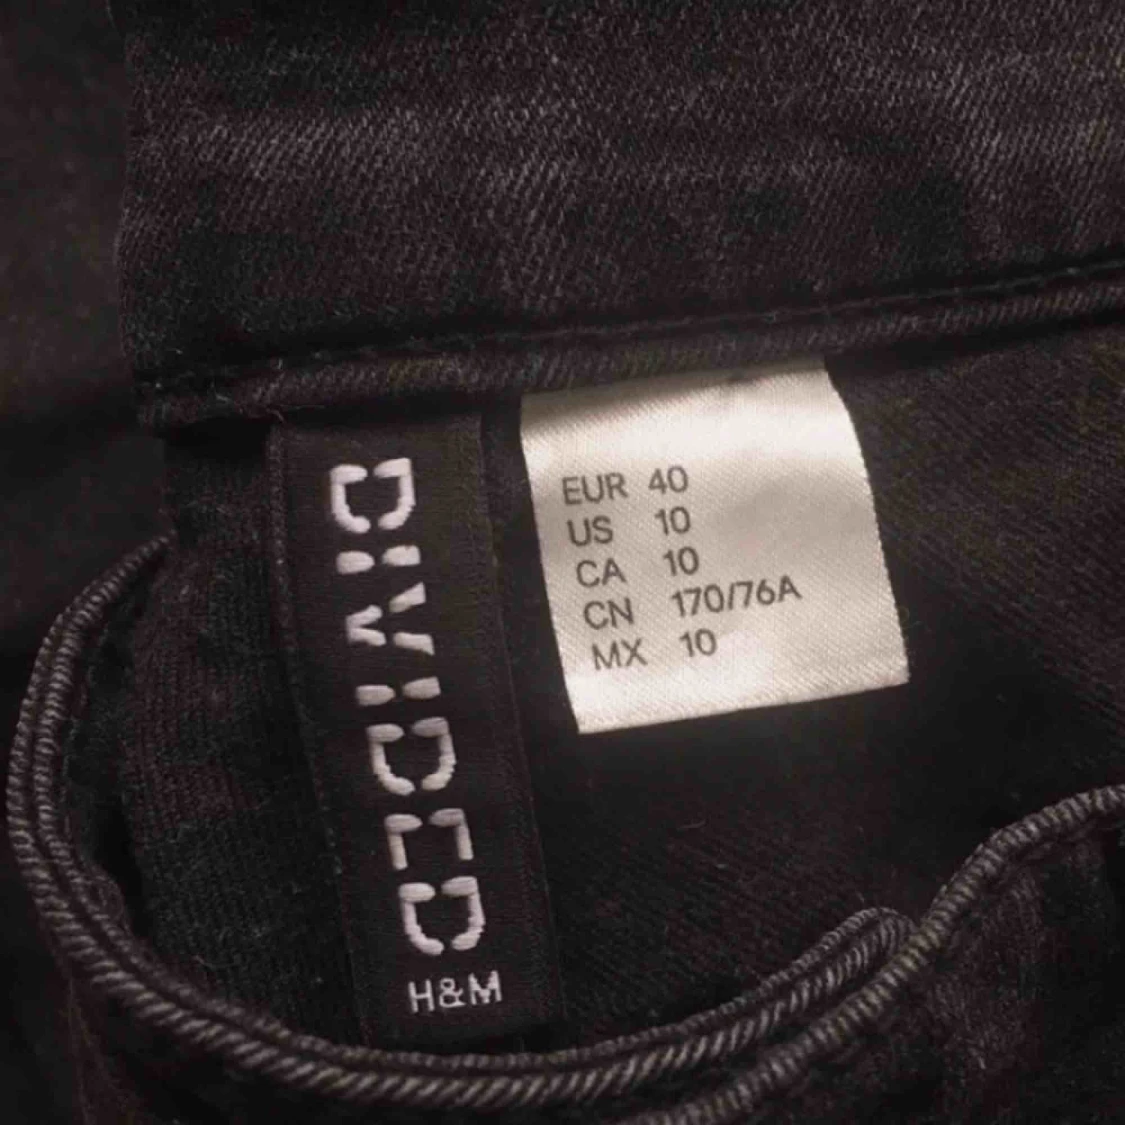 DIVIDED
H&M
EUR 40
US 10
CA 10
CN 170/76A
MX 10